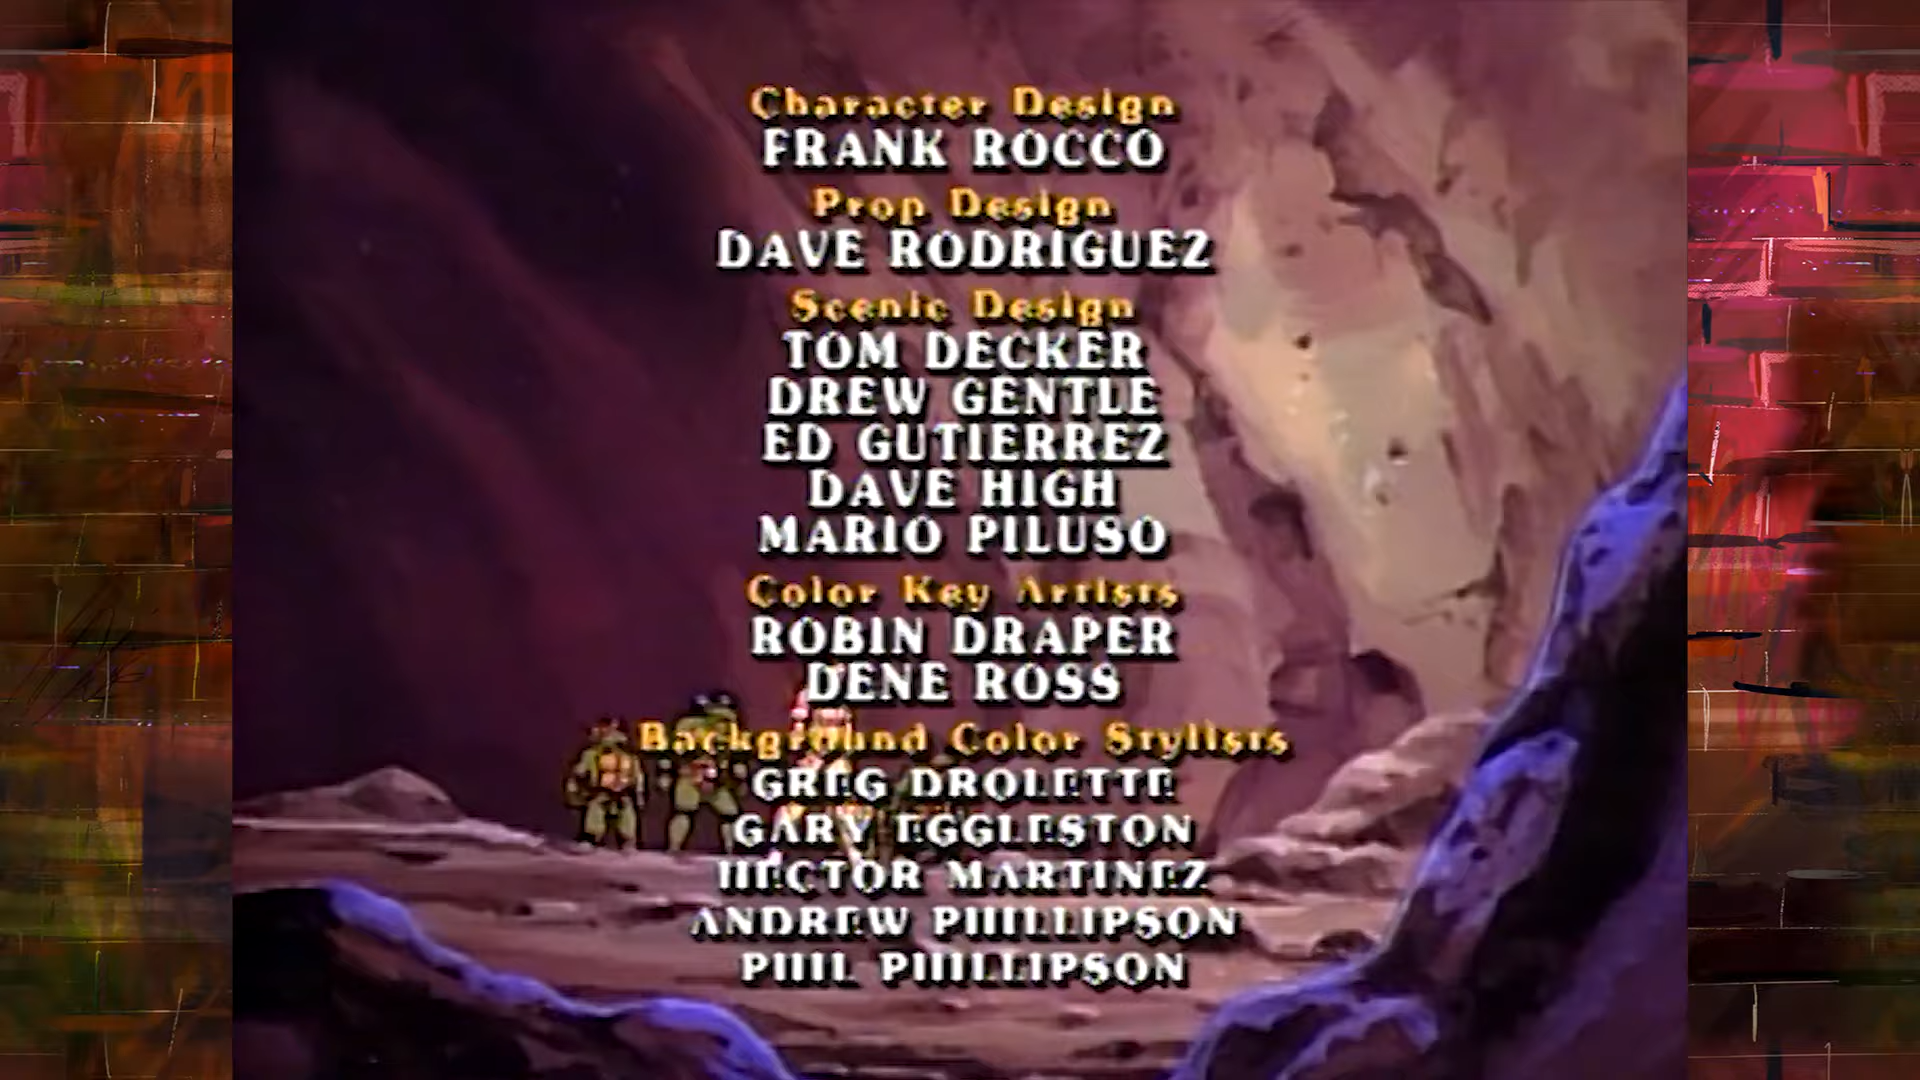 Character Design
FRANK ROCCO
Prop Design
DAVE RODRIGUEZ
Scenic Design
TOM DECKER
DREW GENTLE
ED GUTIERREZ
DAVE HIGH
MARIO PILUSO
Color Key Artists
ROBIN DRAPER
DENE ROSS
Background Color Stylists
GREG DROLETTE
GARY EGGLESTON
HECTOR MARTINEZ
ANDREW PHILLIPSON
PHIL PHILLIPSON